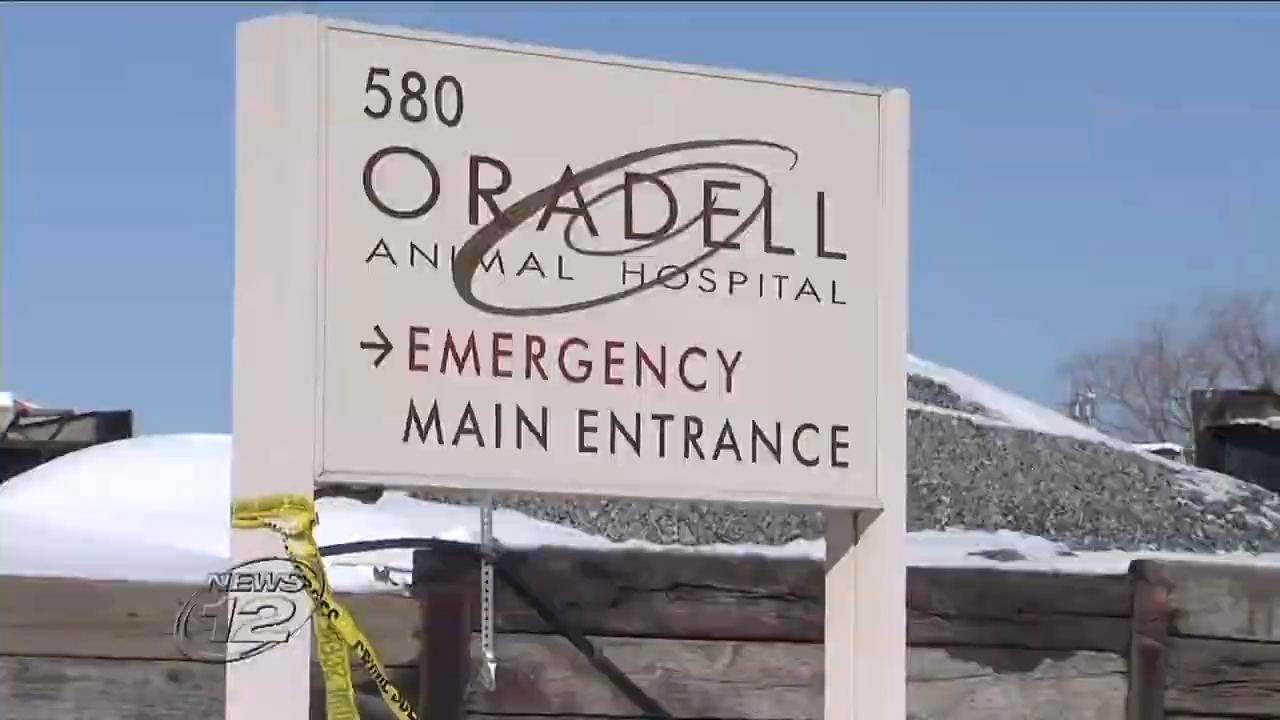 580
ORADELL
ANIMAL HOSPITAL
→ EMERGENCY
MAIN ENTRANCE
NEWS
12